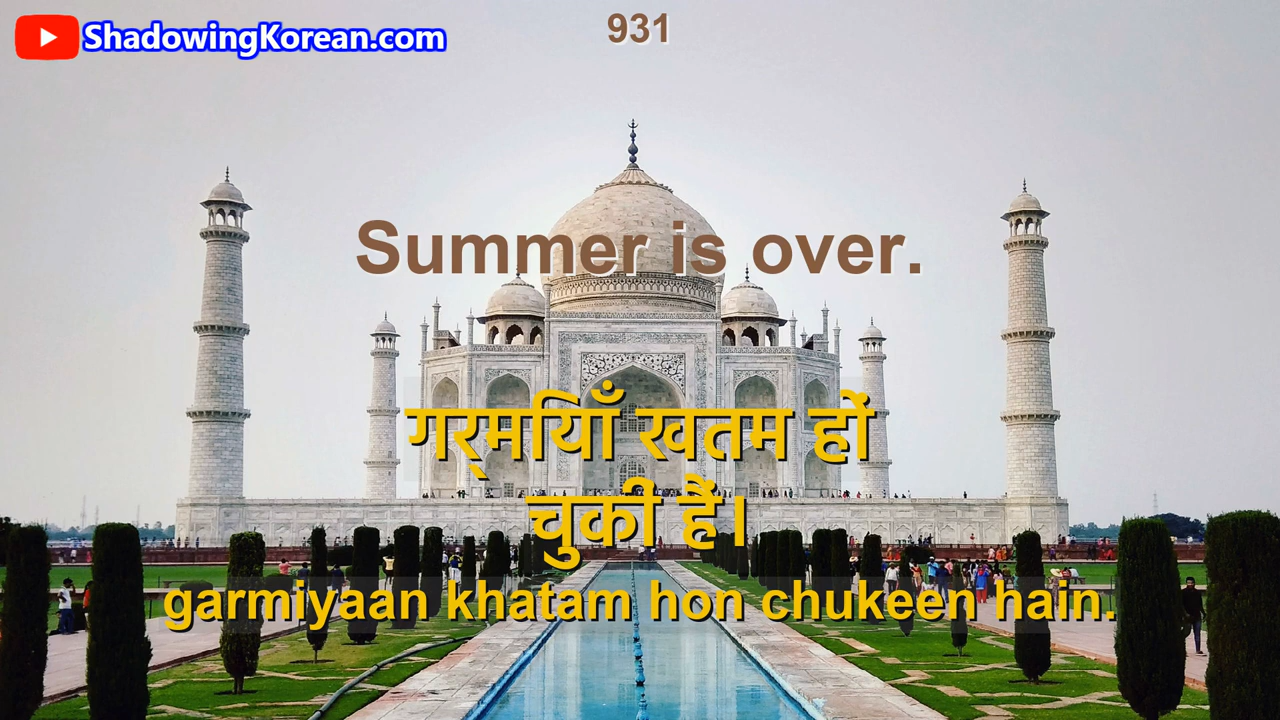 ShadowingKorean.com
931
Summer is over.
गर्मियाँ खतम हों
चुकी हैं।
garmiyaan khatam hon chukeen hain.